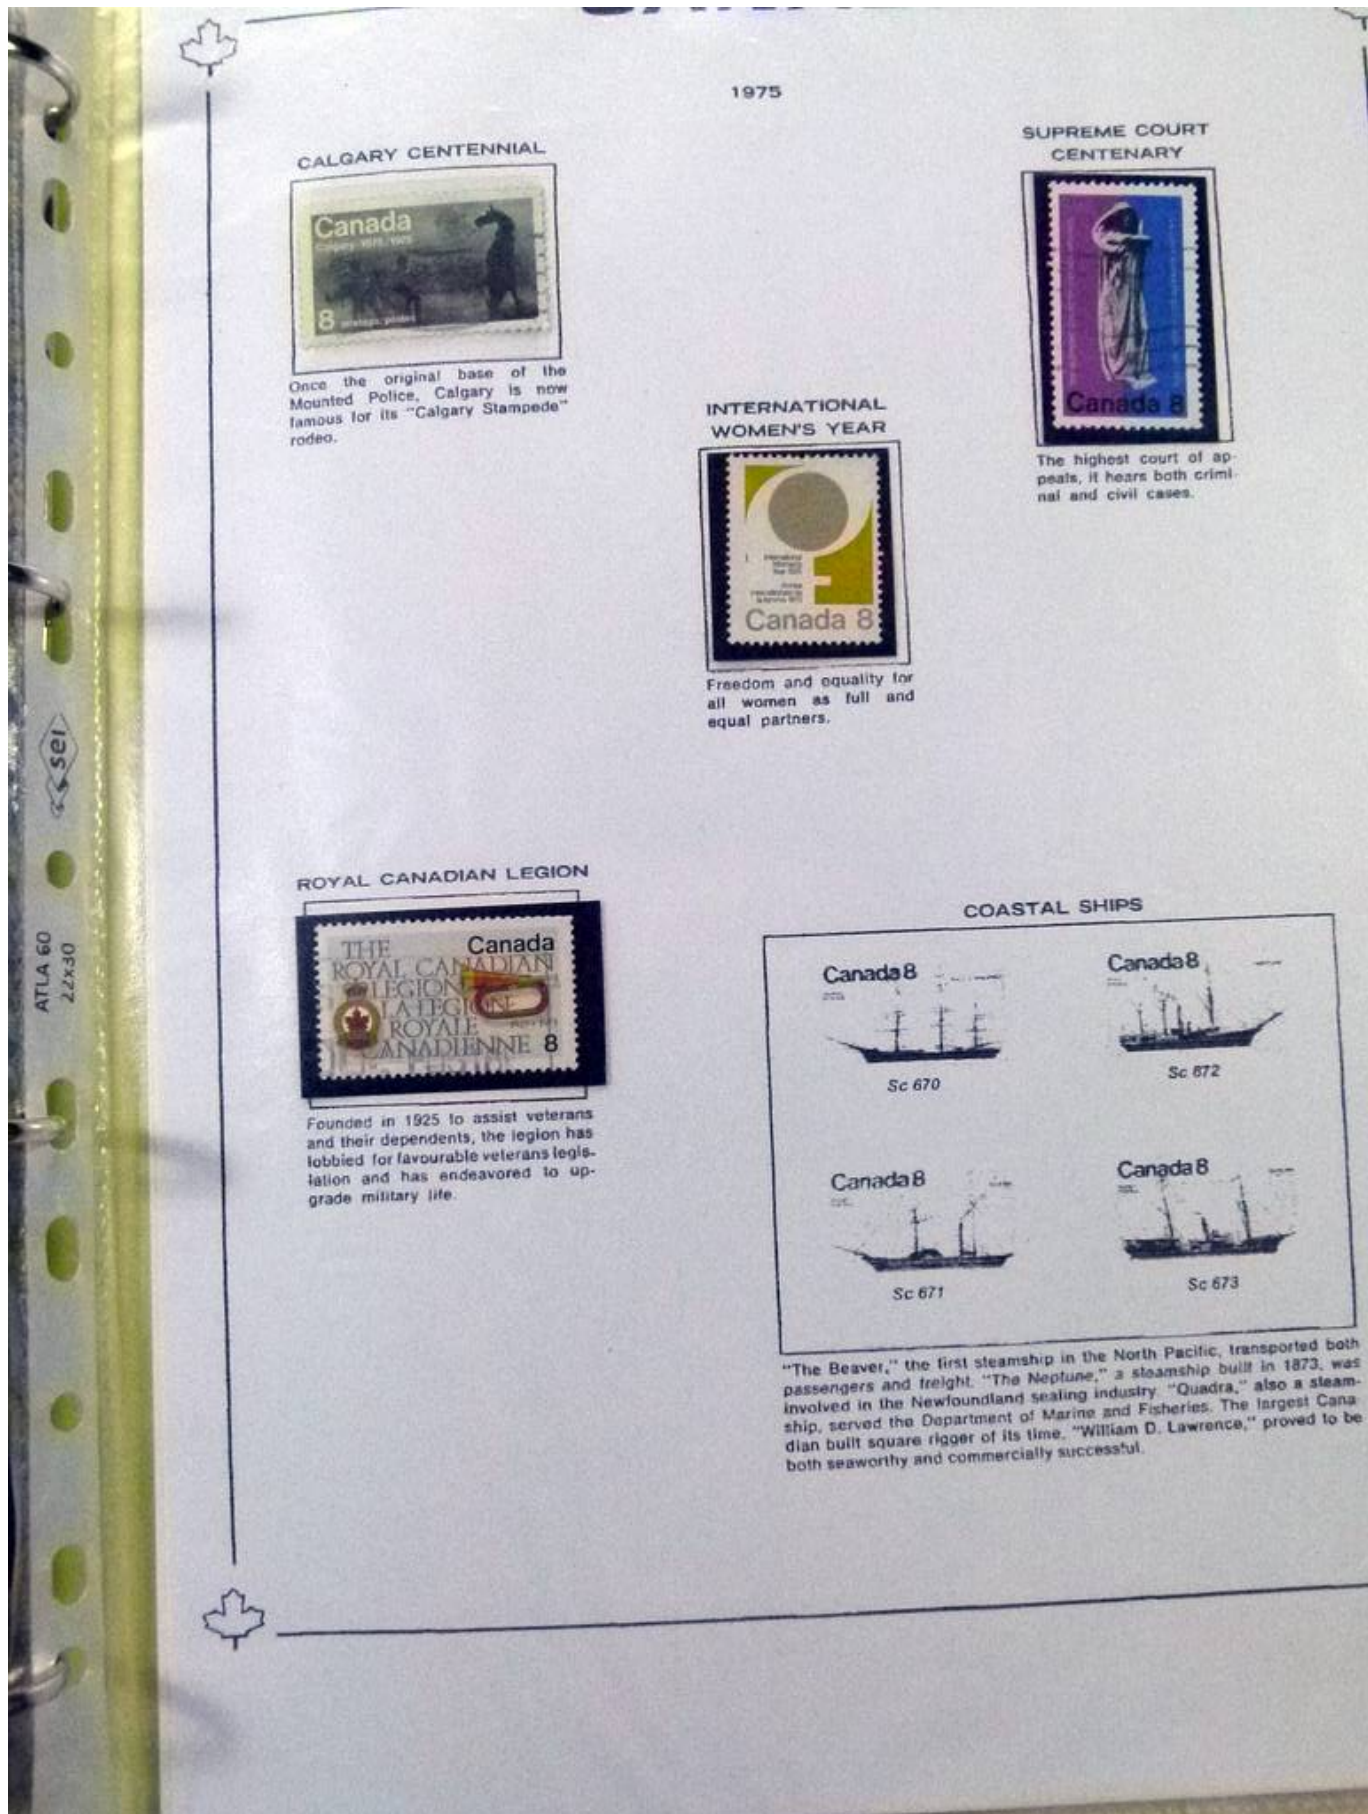 1975
CALGARY CENTENNIAL
Canada
Calgary 1875-1975
8
Once the original base of the
Mounted Police, Calgary is now
famous for its "Calgary Stampede"
rodeo.
SUPREME COURT
CENTENARY
Canada 8
The highest court of ap-
peals, it hears both crimi-
nal and civil cases.
INTERNATIONAL
WOMEN'S YEAR
International
Women's
Year 1975
Canada 8
Freedom and equality for
all women as full and
equal partners.
ROYAL CANADIAN LEGION
Canada
THE
ROYAL CANADIAN
LEGION
LA LEGION
ROYALE
CANADIENNE 8
Founded in 1925 to assist veterans
and their dependents, the legion has
lobbied for favourable veterans legis-
lation and has endeavored to up-
grade military life.
COASTAL SHIPS
Canada 8
Sc 670
Canada 8
Sc 672
Canada 8
Sc 671
Canada 8
Sc 673
"The Beaver," the first steamship in the North Pacific, transported both
passengers and freight. "The Neptune," a steamship built in 1873, was
involved in the Newfoundland sealing industry. "Quadra," also a steam-
ship, served the Department of Marine and Fisheries. The largest Cana-
dian built square rigger of its time, "William D. Lawrence," proved to be
both seaworthy and commercially successful.
sei
ATLA 60
22x30